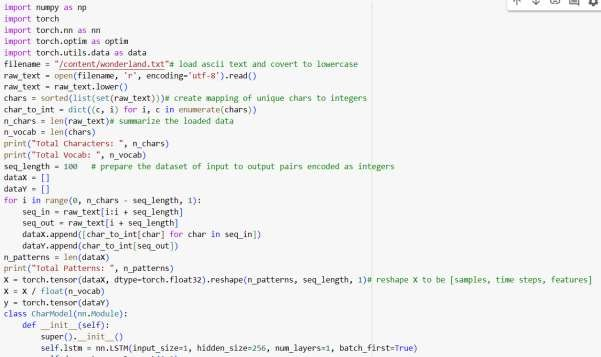 import numpy as np
import torch
import torch.nn as nn
import torch.optim as optim
import torch.utils.data as data
filename = "/content/wonderland.txt"# load ascii text and covert to lowercase
raw_text = open(filename, 'r', encoding='utf-8').read()
raw_text = raw_text.lower()
chars = sorted(list(set(raw_text)))# create mapping of unique chars to integers
char_to_int = dict((c, i) for i, c in enumerate(chars))
n_chars = len(raw_text)# summarize the loaded data
n_vocab = len(chars)
print("Total Characters: ", n_chars)
print("Total Vocab: ", n_vocab)
seq_length = 100   # prepare the dataset of input to output pairs encoded as integers
dataX = []
dataY = []
for i in range(0, n_chars - seq_length, 1):
    seq_in = raw_text[i:i + seq_length]
    seq_out = raw_text[i + seq_length]
    dataX.append([char_to_int[char] for char in seq_in])
    dataY.append(char_to_int[seq_out])
n_patterns = len(dataX)
print("Total Patterns: ", n_patterns)
X = torch.tensor(dataX, dtype=torch.float32).reshape(n_patterns, seq_length, 1)# reshape X to be [samples, time steps, features]
X = X / float(n_vocab)
y = torch.tensor(dataY)
class CharModel(nn.Module):
    def __init__(self):
        super().__init__()
        self.lstm = nn.LSTM(input_size=1, hidden_size=256, num_layers=1, batch_first=True)